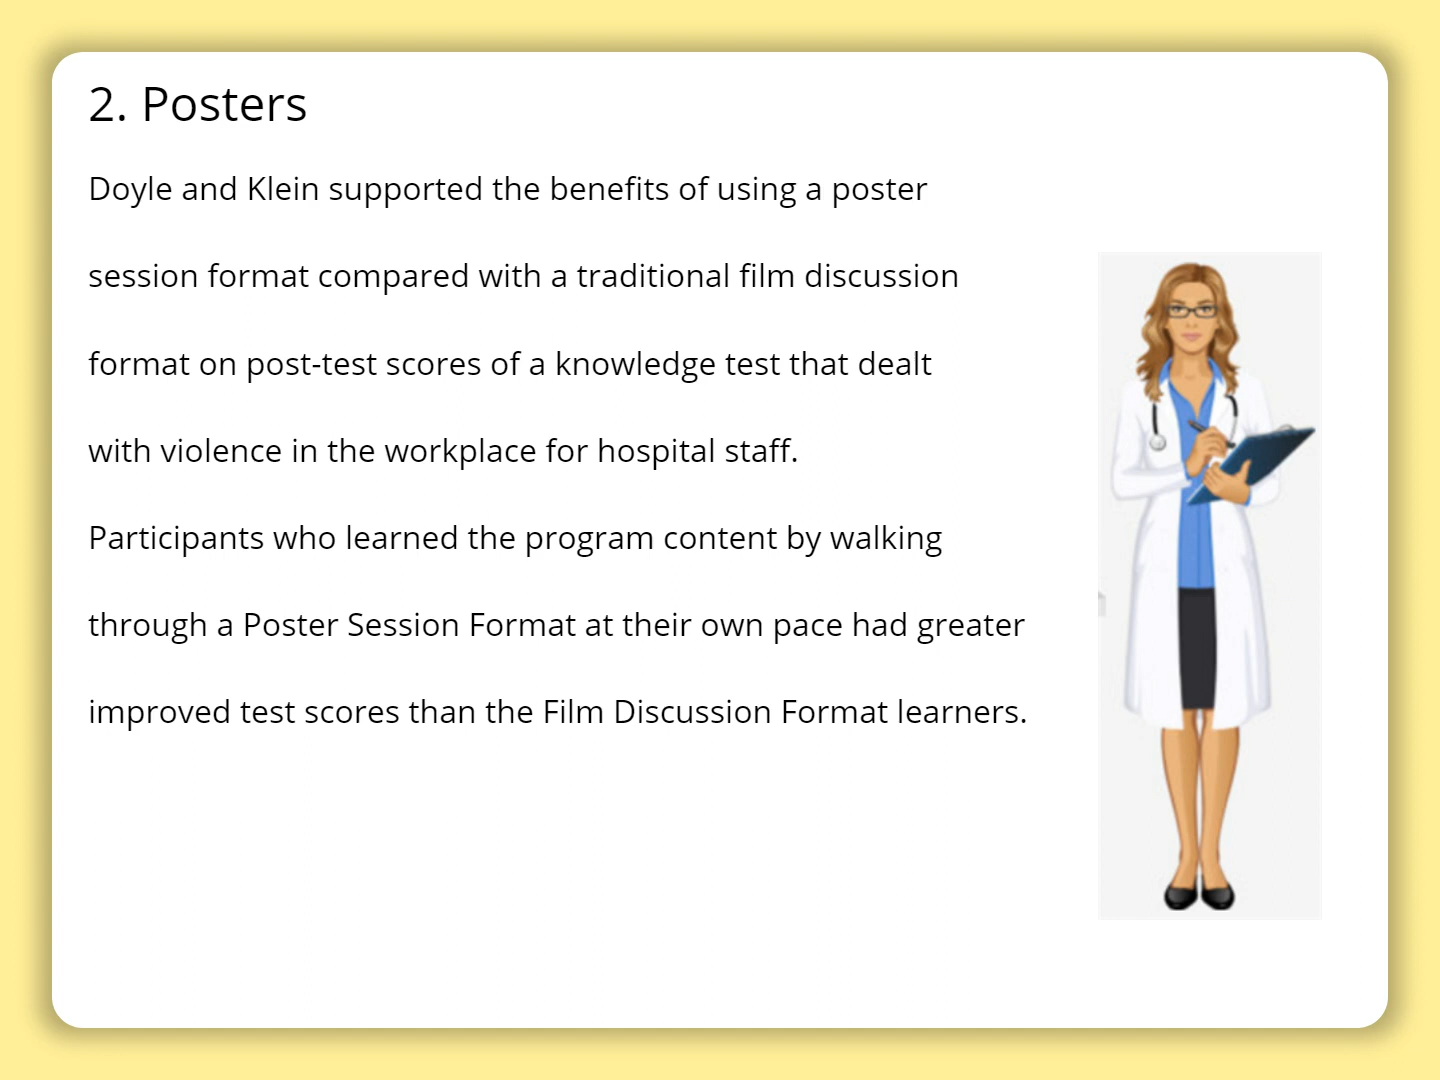 2. Posters
Doyle and Klein supported the benefits of using a poster
session format compared with a traditional film discussion
format on post-test scores of a knowledge test that dealt
with violence in the workplace for hospital staff.
Participants who learned the program content by walking
through a Poster Session Format at their own pace had greater
improved test scores than the Film Discussion Format learners.